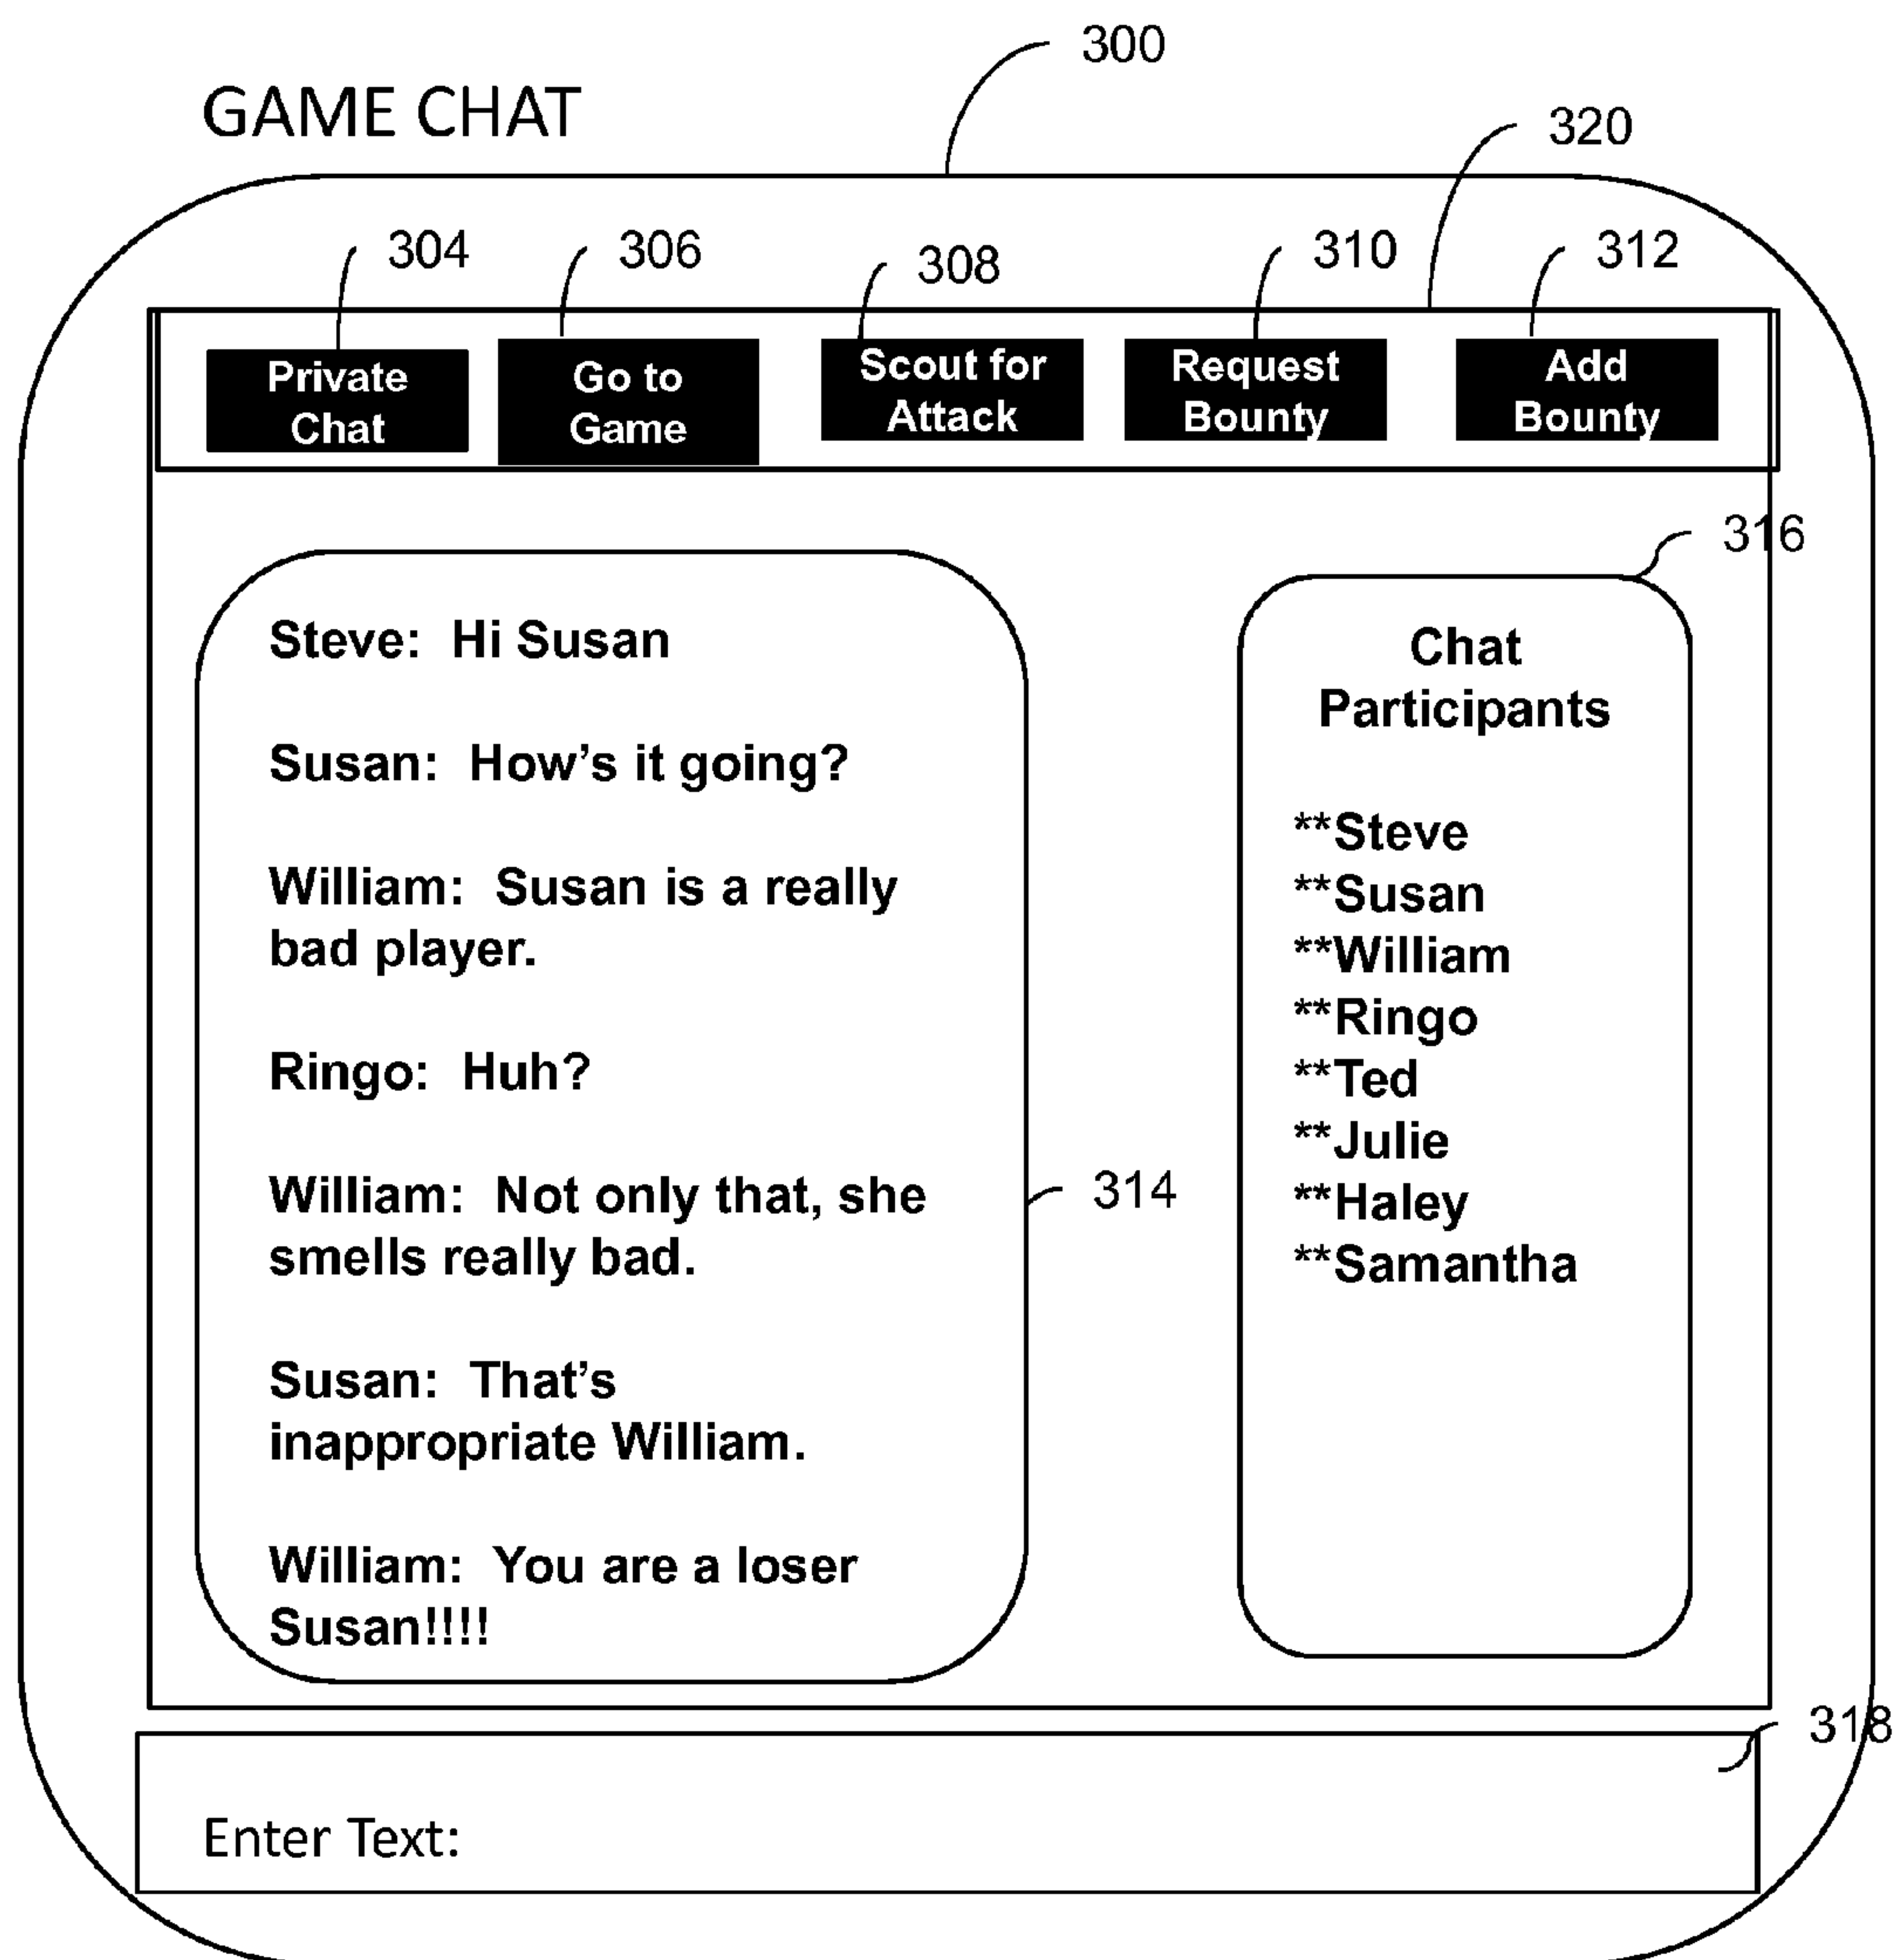 300
GAME CHAT
320
304
306
308
310
312
Private
Chat
Go to
Game
Scout for
Attack
Request
Bounty
Add
Bounty
316
Steve: Hi Susan
Susan: How’s it going?
William: Susan is a really
bad player.
Ringo: Huh?
William: Not only that, she
smells really bad.
Susan: That’s
inappropriate William.
William: You are a loser
Susan!!!!
314
Chat
Participants
**Steve
**Susan
**William
**Ringo
**Ted
**Julie
**Haley
**Samantha
318
Enter Text: